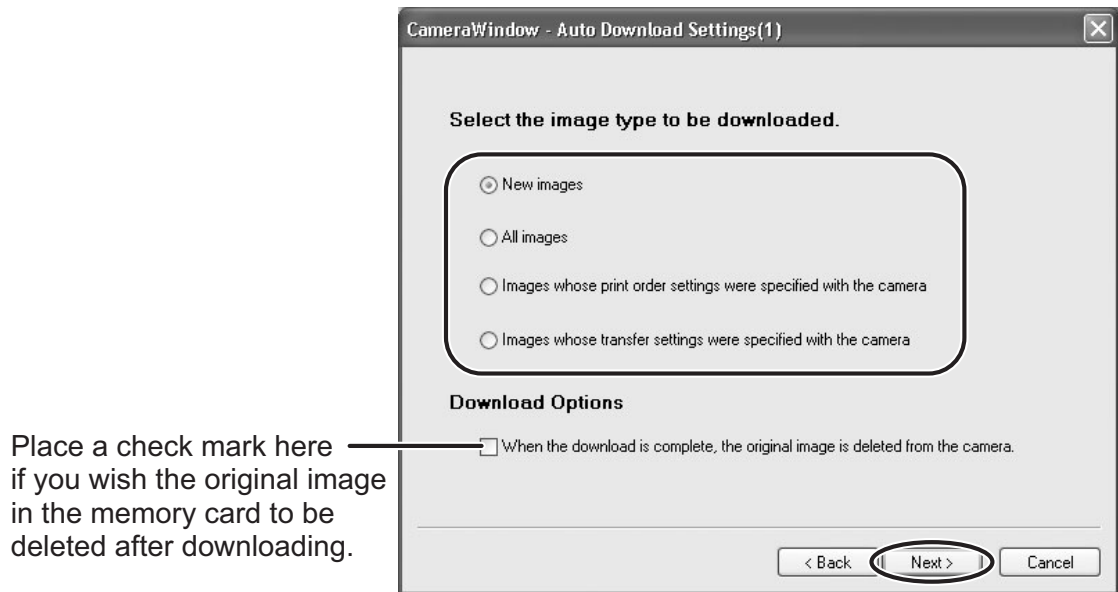 CameraWindow - Auto Download Settings(1)
Select the image type to be downloaded.
New images
All images
Images whose print order settings were specified with the camera
Images whose transfer settings were specified with the camera
Download Options
When the download is complete, the original image is deleted from the camera.
Place a check mark here
if you wish the original image
in the memory card to be
deleted after downloading.
< Back
Next >
Cancel